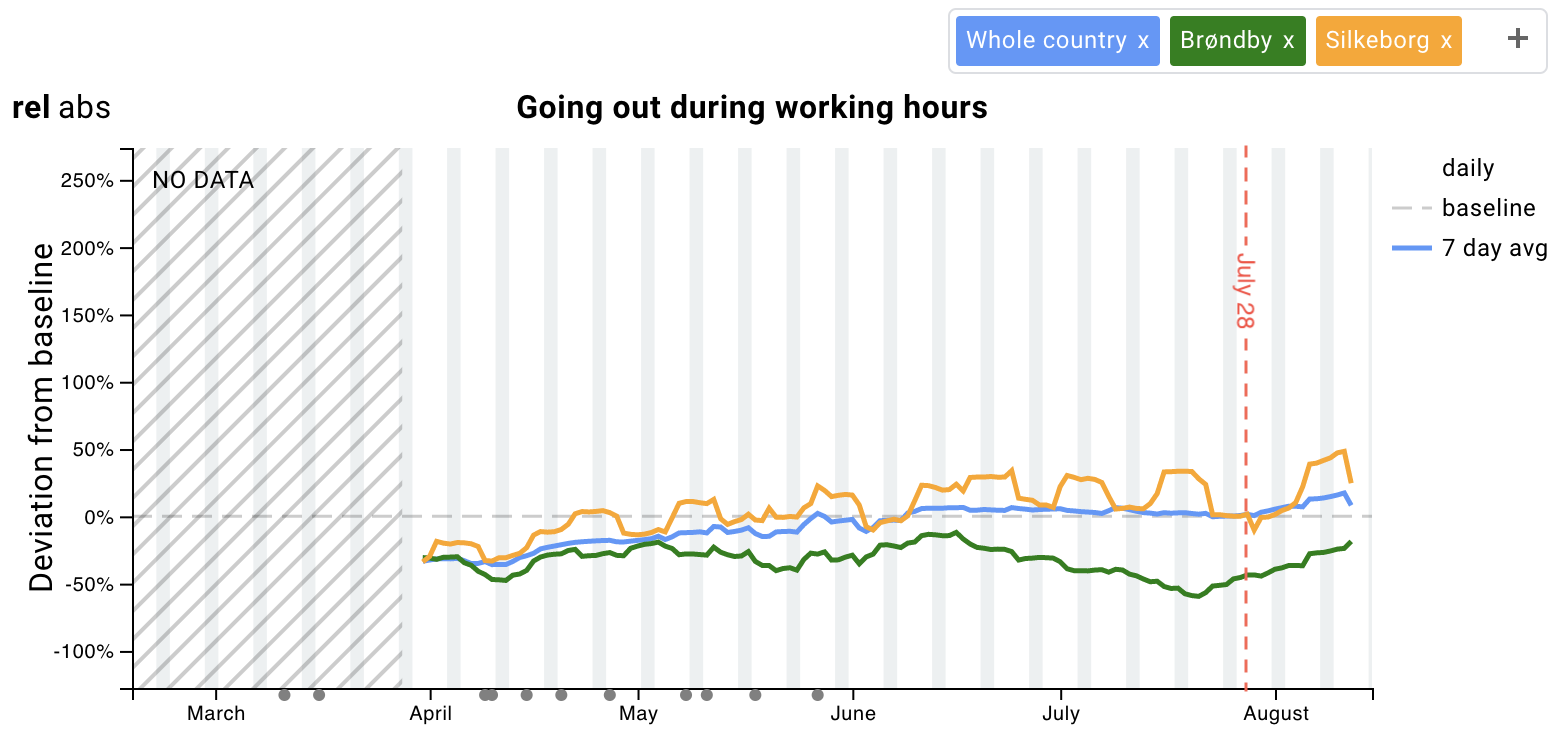 Whole country x Brøndby x Silkeborg x +
rel abs
Going out during working hours
Deviation from baseline
250%
200%
150%
100%
50%
0%
-50%
-100%
NO DATA
July 28
daily
baseline
7 day avg
March April May June July August